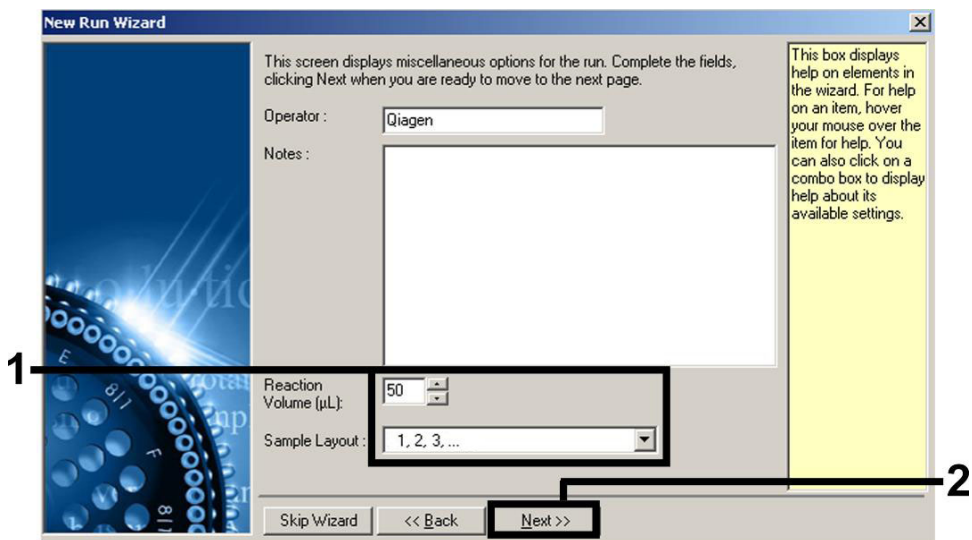 New Run Wizard
This screen displays miscellaneous options for the run. Complete the fields,
clicking Next when you are ready to move to the next page.
Operator :
Qiagen
Notes :
Reaction
Volume (µL):
50
Sample Layout :
1, 2, 3, ...
Skip Wizard
<< Back
Next >>
This box displays
help on elements in
the wizard. For help
on an item, hover
your mouse over the
item for help. You
can also click on a
combo box to display
help about its
available settings.
1
2
E
8|1
F
8|1